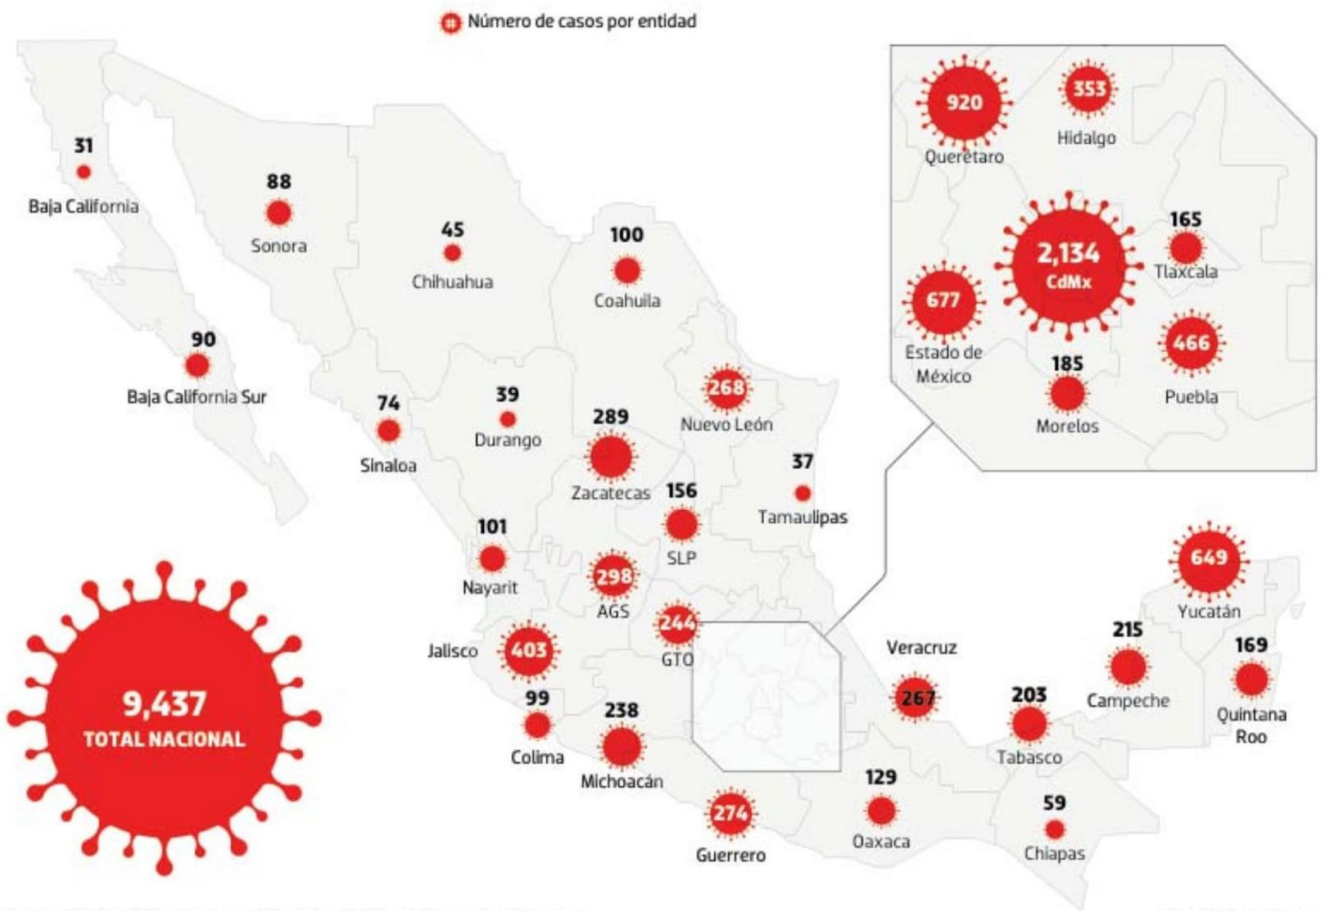 # Número de casos por entidad
31
Baja California
88
Sonora
45
Chihuahua
100
Coahuila
90
Baja California Sur
74
Sinaloa
39
Durango
289
Zacatecas
268
Nuevo León
37
Tamaulipas
156
SLP
101
Nayarit
298
AGS
244
GTO
Jalisco
403
99
Colima
238
Michoacán
274
Guerrero
Veracruz
267
129
Oaxaca
203
Tabasco
59
Chiapas
215
Campeche
649
Yucatán
169
Quintana
Roo
920
Querétaro
353
Hidalgo
2,134
CdMx
165
Tlaxcala
677
Estado de
México
185
Morelos
466
Puebla
9,437
TOTAL NACIONAL